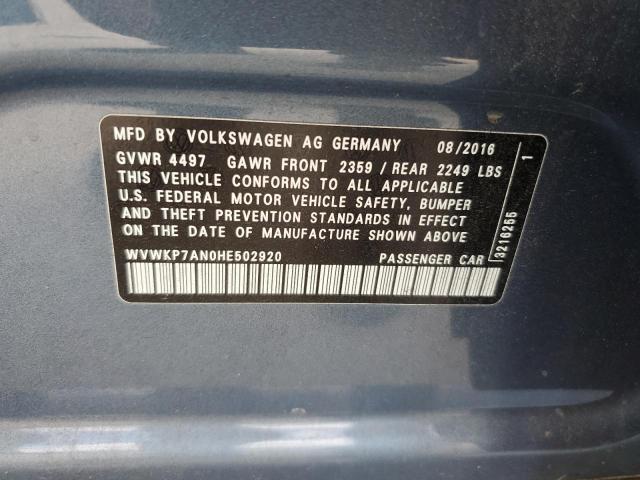 MFD BY VOLKSWAGEN AG GERMANY 08/2016
GVWR 4497 GAWR FRONT 2359 / REAR 2249 LBS
THIS VEHICLE CONFORMS TO ALL APPLICABLE
U.S. FEDERAL MOTOR VEHICLE SAFETY, BUMPER
AND THEFT PREVENTION STANDARDS IN EFFECT
ON THE DATE OF MANUFACTURE SHOWN ABOVE
WVWKP7AN0HE502920 PASSENGER CAR
3216255 1